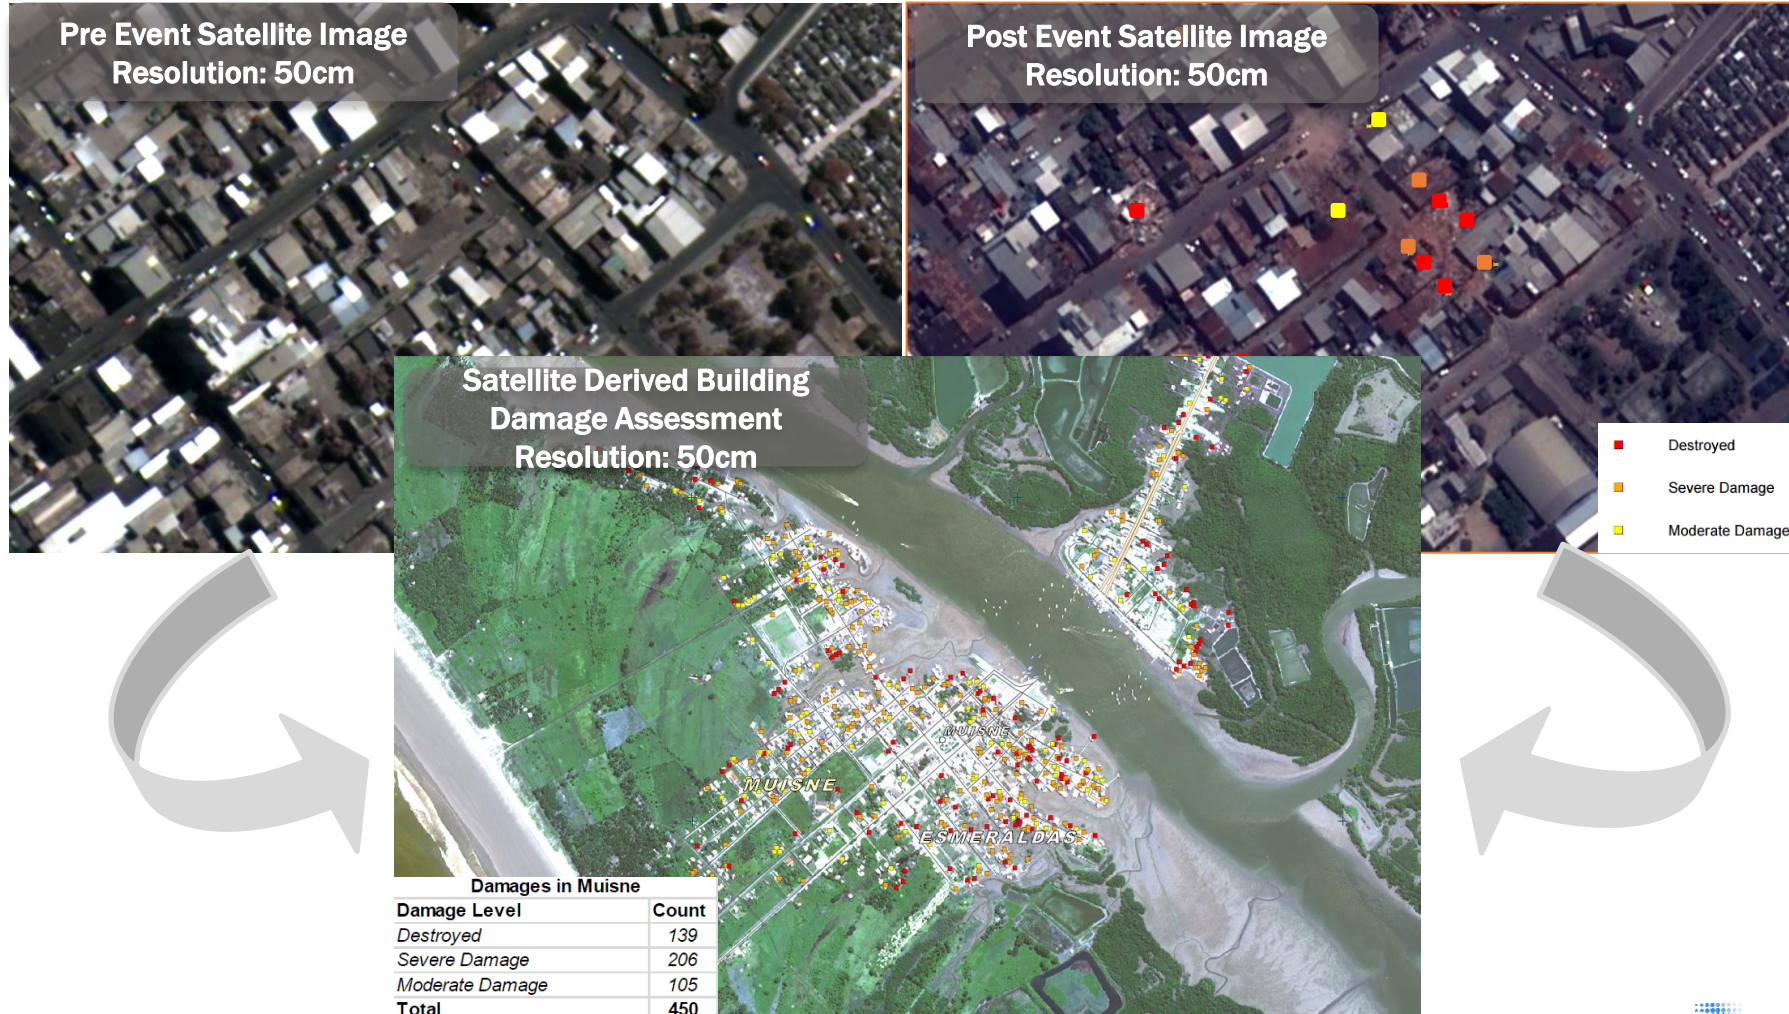 Pre Event Satellite Image
Resolution: 50cm
Post Event Satellite Image
Resolution: 50cm
Destroyed
Severe Damage
Moderate Damage
Satellite Derived Building
Damage Assessment
Resolution: 50cm
MUISNE
MUISNE
ESMERALDAS
Damages in Muisne
Damage Level Count
Destroyed 139
Severe Damage 206
Moderate Damage 105
Total 450